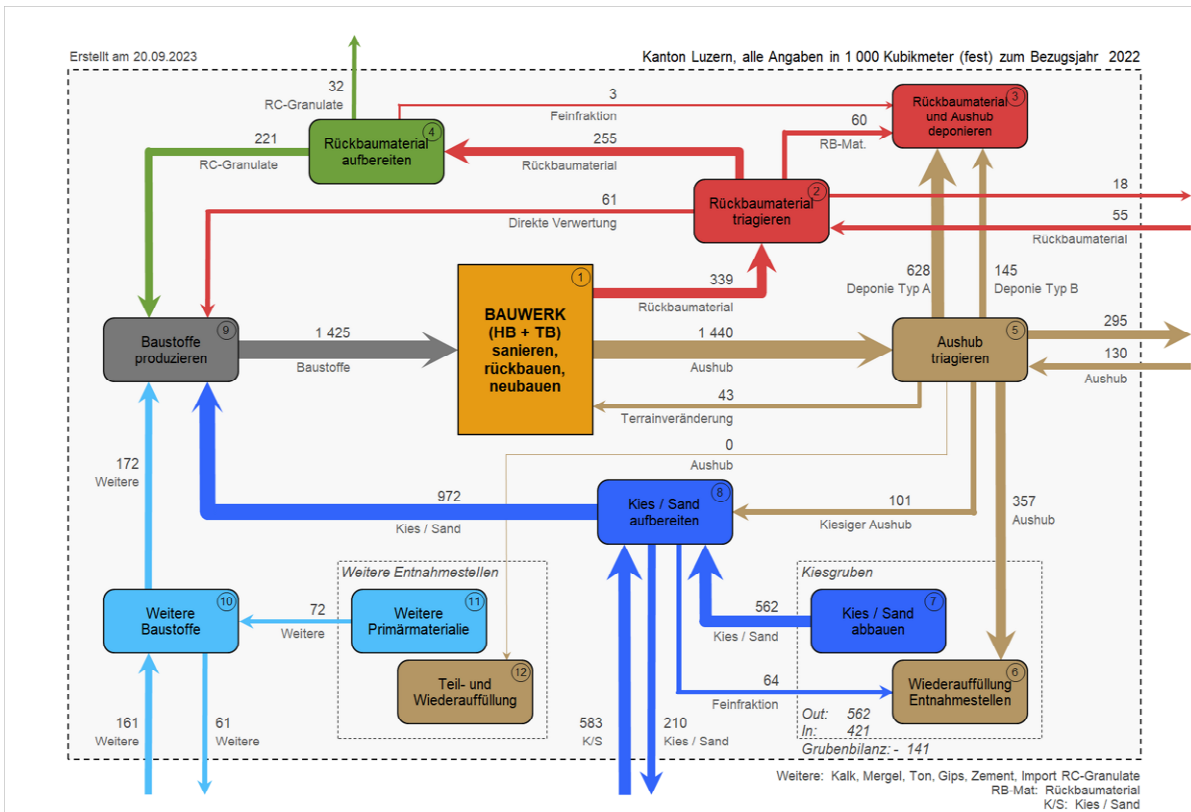 Erstellt am 20.09.2023
Kanton Luzern, alle Angaben in 1 000 Kubikmeter (fest) zum Bezugsjahr 2022
32
RC-Granulate
3
Feinfraktion
3
Rückbaumaterial
und Aushub
deponieren
4
Rückbaumaterial
aufbereiten
221
RC-Granulate
255
Rückbaumaterial
60
RB-Mat.
2
Rückbaumaterial
triagieren
18
55
Rückbaumaterial
61
Direkte Verwertung
339
Rückbaumaterial
628
Deponie Typ A
145
Deponie Typ B
1
BAUWERK
(HB + TB)
sanieren,
rückbauen,
neubauen
9
Baustoffe
produzieren
1 425
Baustoffe
1 440
Aushub
5
Aushub
triagieren
295
130
Aushub
43
Terrainveränderung
0
Aushub
172
Weitere
972
Kies / Sand
8
Kies / Sand
aufbereiten
101
Kiesiger Aushub
357
Aushub
Weitere Entnahmestellen
Kiesgruben
10
Weitere
Baustoffe
72
Weitere
11
Weitere
Primärmaterialie
562
Kies / Sand
7
Kies / Sand
abbauen
12
Teil- und
Wiederauffüllung
64
Feinfraktion
6
Wiederauffüllung
Entnahmestellen
161
Weitere
61
Weitere
583
K/S
210
Kies / Sand
Out: 562
In: 421
Grubenbilanz: - 141
Weitere: Kalk, Mergel, Ton, Gips, Zement, Import RC-Granulate
RB-Mat: Rückbaumaterial
K/S: Kies / Sand